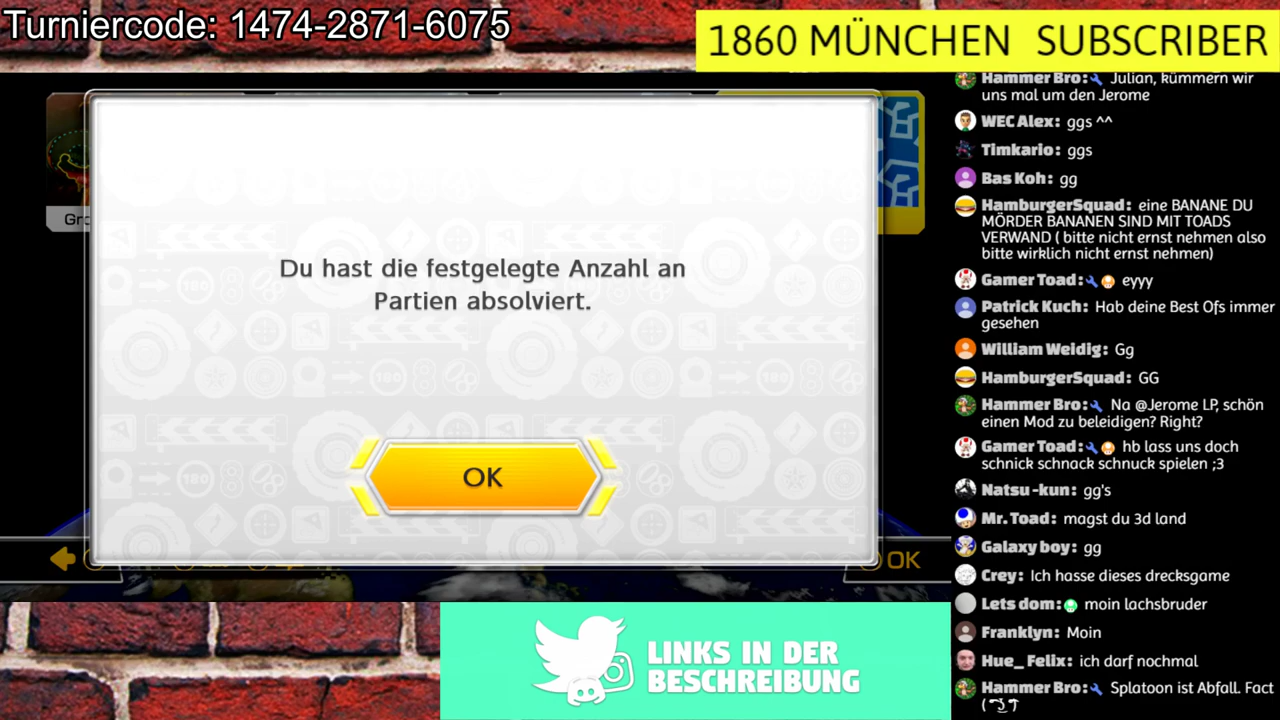 Turniercode: 1474-2871-6075
1860 MÜNCHEN SUBSCRIBER
Gr
Du hast die festgelegte Anzahl an
Partien absolviert.
OK
OK
LINKS IN DER
BESCHREIBUNG
Hammer Bro: Julian, kümmern wir
uns mal um den Jerome
WEC Alex: ggs ^^
Timkario: ggs
Bas Koh: gg
HamburgerSquad: eine BANANE DU
MÖRDER BANANEN SIND MIT TOADS
VERWAND ( bitte nicht ernst nehmen also
bitte wirklich nicht ernst nehmen)
Gamer Toad: eyyy
Patrick Kuch: Hab deine Best Ofs immer
gesehen
William Weidig: Gg
HamburgerSquad: GG
Hammer Bro: Na @Jerome LP, schön
einen Mod zu beleidigen? Right?
Gamer Toad: hb lass uns doch
schnick schnack schnuck spielen ;3
Natsu-kun: gg's
Mr. Toad: magst du 3d land
Galaxy boy: gg
Crey: Ich hasse dieses drecksgame
Lets dom: moin lachsbruder
Franklyn: Moin
Hue_ Felix: ich darf nochmal
Hammer Bro: Splatoon ist Abfall. Fact